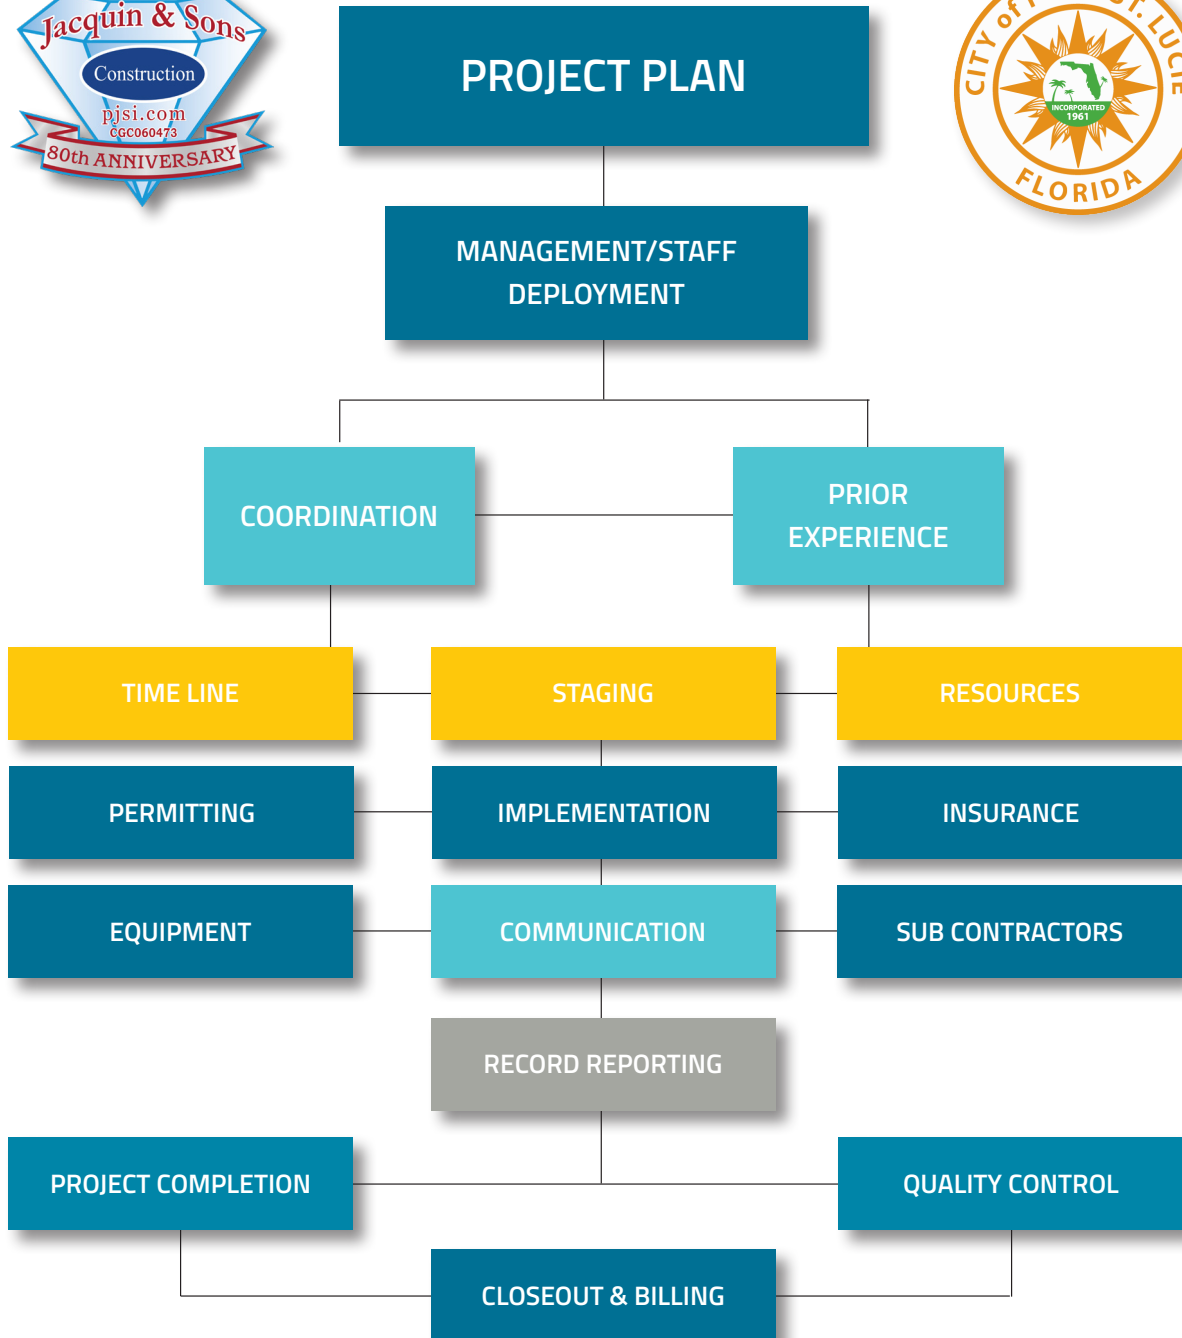 Jacquin & Sons
Construction
pjsi.com
CGC060473
80th ANNIVERSARY
PROJECT PLAN
CITY of
ST. LUCIE
INCORPORATED
1961
FLORIDA
MANAGEMENT/STAFF
DEPLOYMENT
COORDINATION
PRIOR
EXPERIENCE
TIME LINE
STAGING
RESOURCES
PERMITTING
IMPLEMENTATION
INSURANCE
EQUIPMENT
COMMUNICATION
SUB CONTRACTORS
RECORD REPORTING
PROJECT COMPLETION
QUALITY CONTROL
CLOSEOUT & BILLING